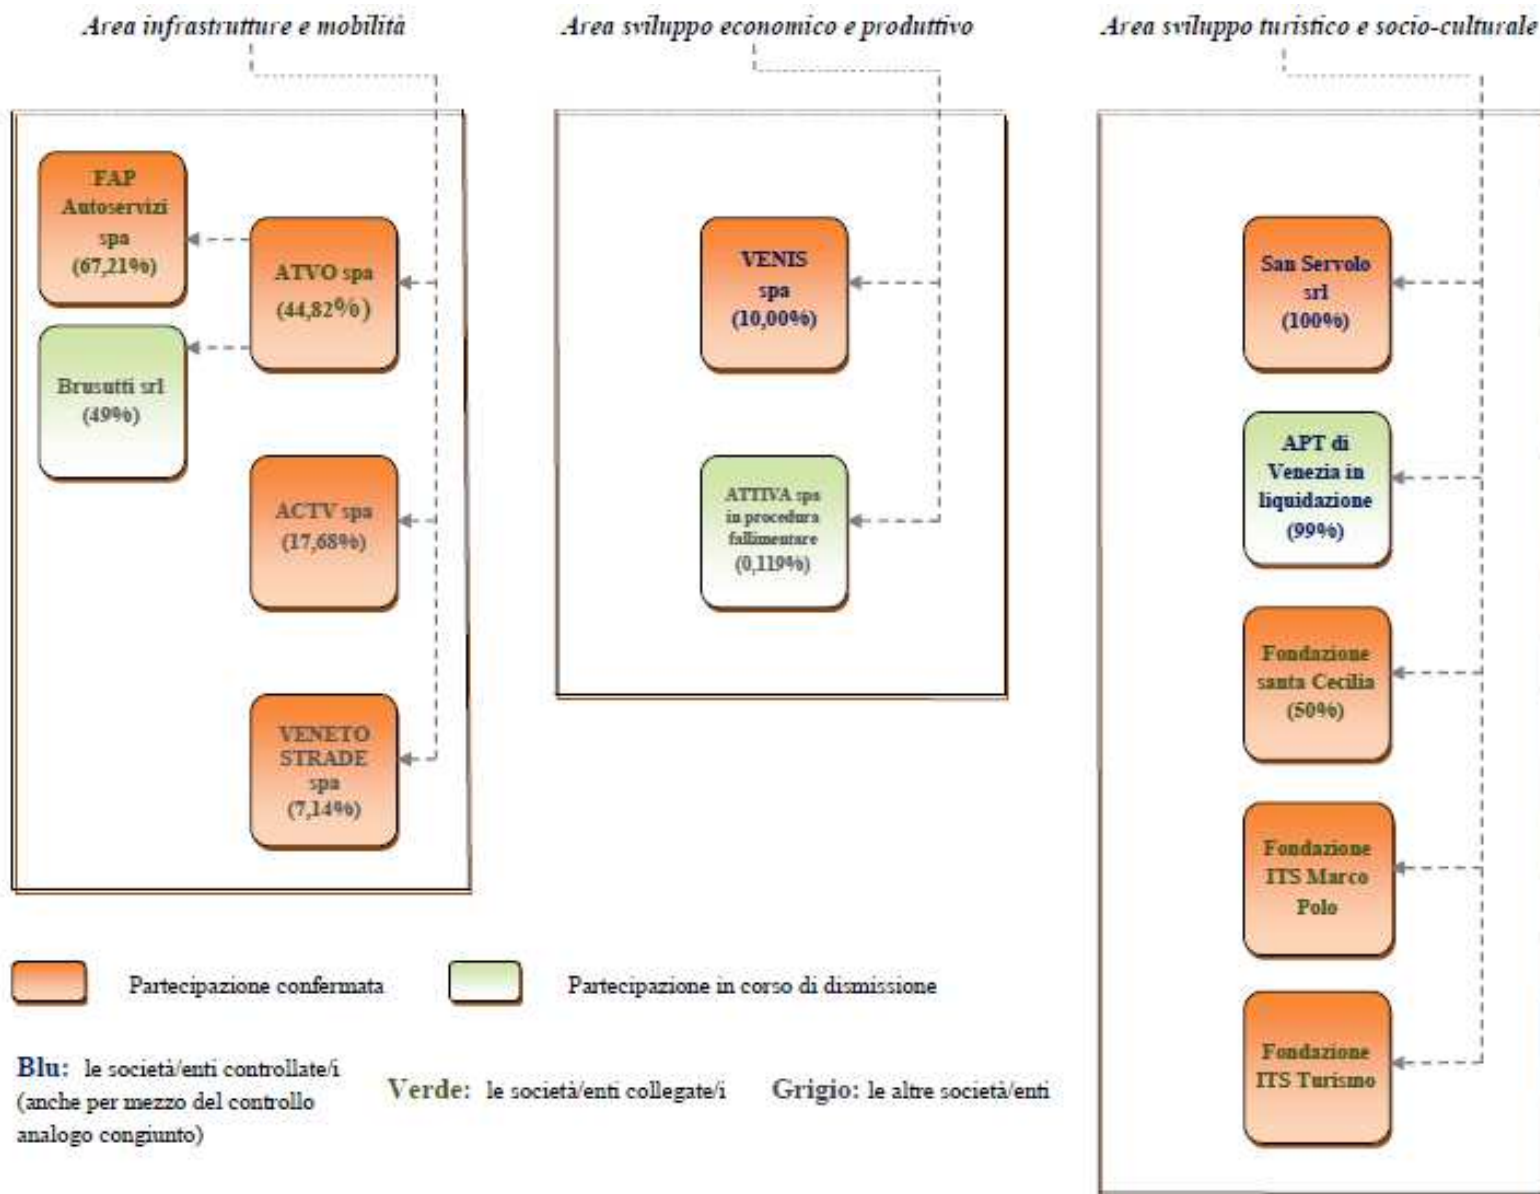 Area infrastrutture e mobilità
Area sviluppo economico e produttivo
Area sviluppo turistico e socio-culturale
FAP
Autoservizi
spa
(67,21%)
ATVO spa
(44,82%)
Brusutti srl
(49%)
ACTV spa
(17,68%)
VENETO
STRADE
spa
(7,14%)
VENIS
spa
(10,00%)
ATTIVA spa
in procedura
fallimentare
(0,119%)
San Servolo
srl
(100%)
APT di
Venezia in
liquidazione
(99%)
Fondazione
santa Cecilia
(50%)
Fondazione
ITS Marco
Polo
Fondazione
ITS Turismo
Partecipazione confermata
Partecipazione in corso di dismissione
Blu: le società/enti controllate/i
(anche per mezzo del controllo
analogo congiunto)
Verde: le società/enti collegate/i
Grigio: le altre società/enti